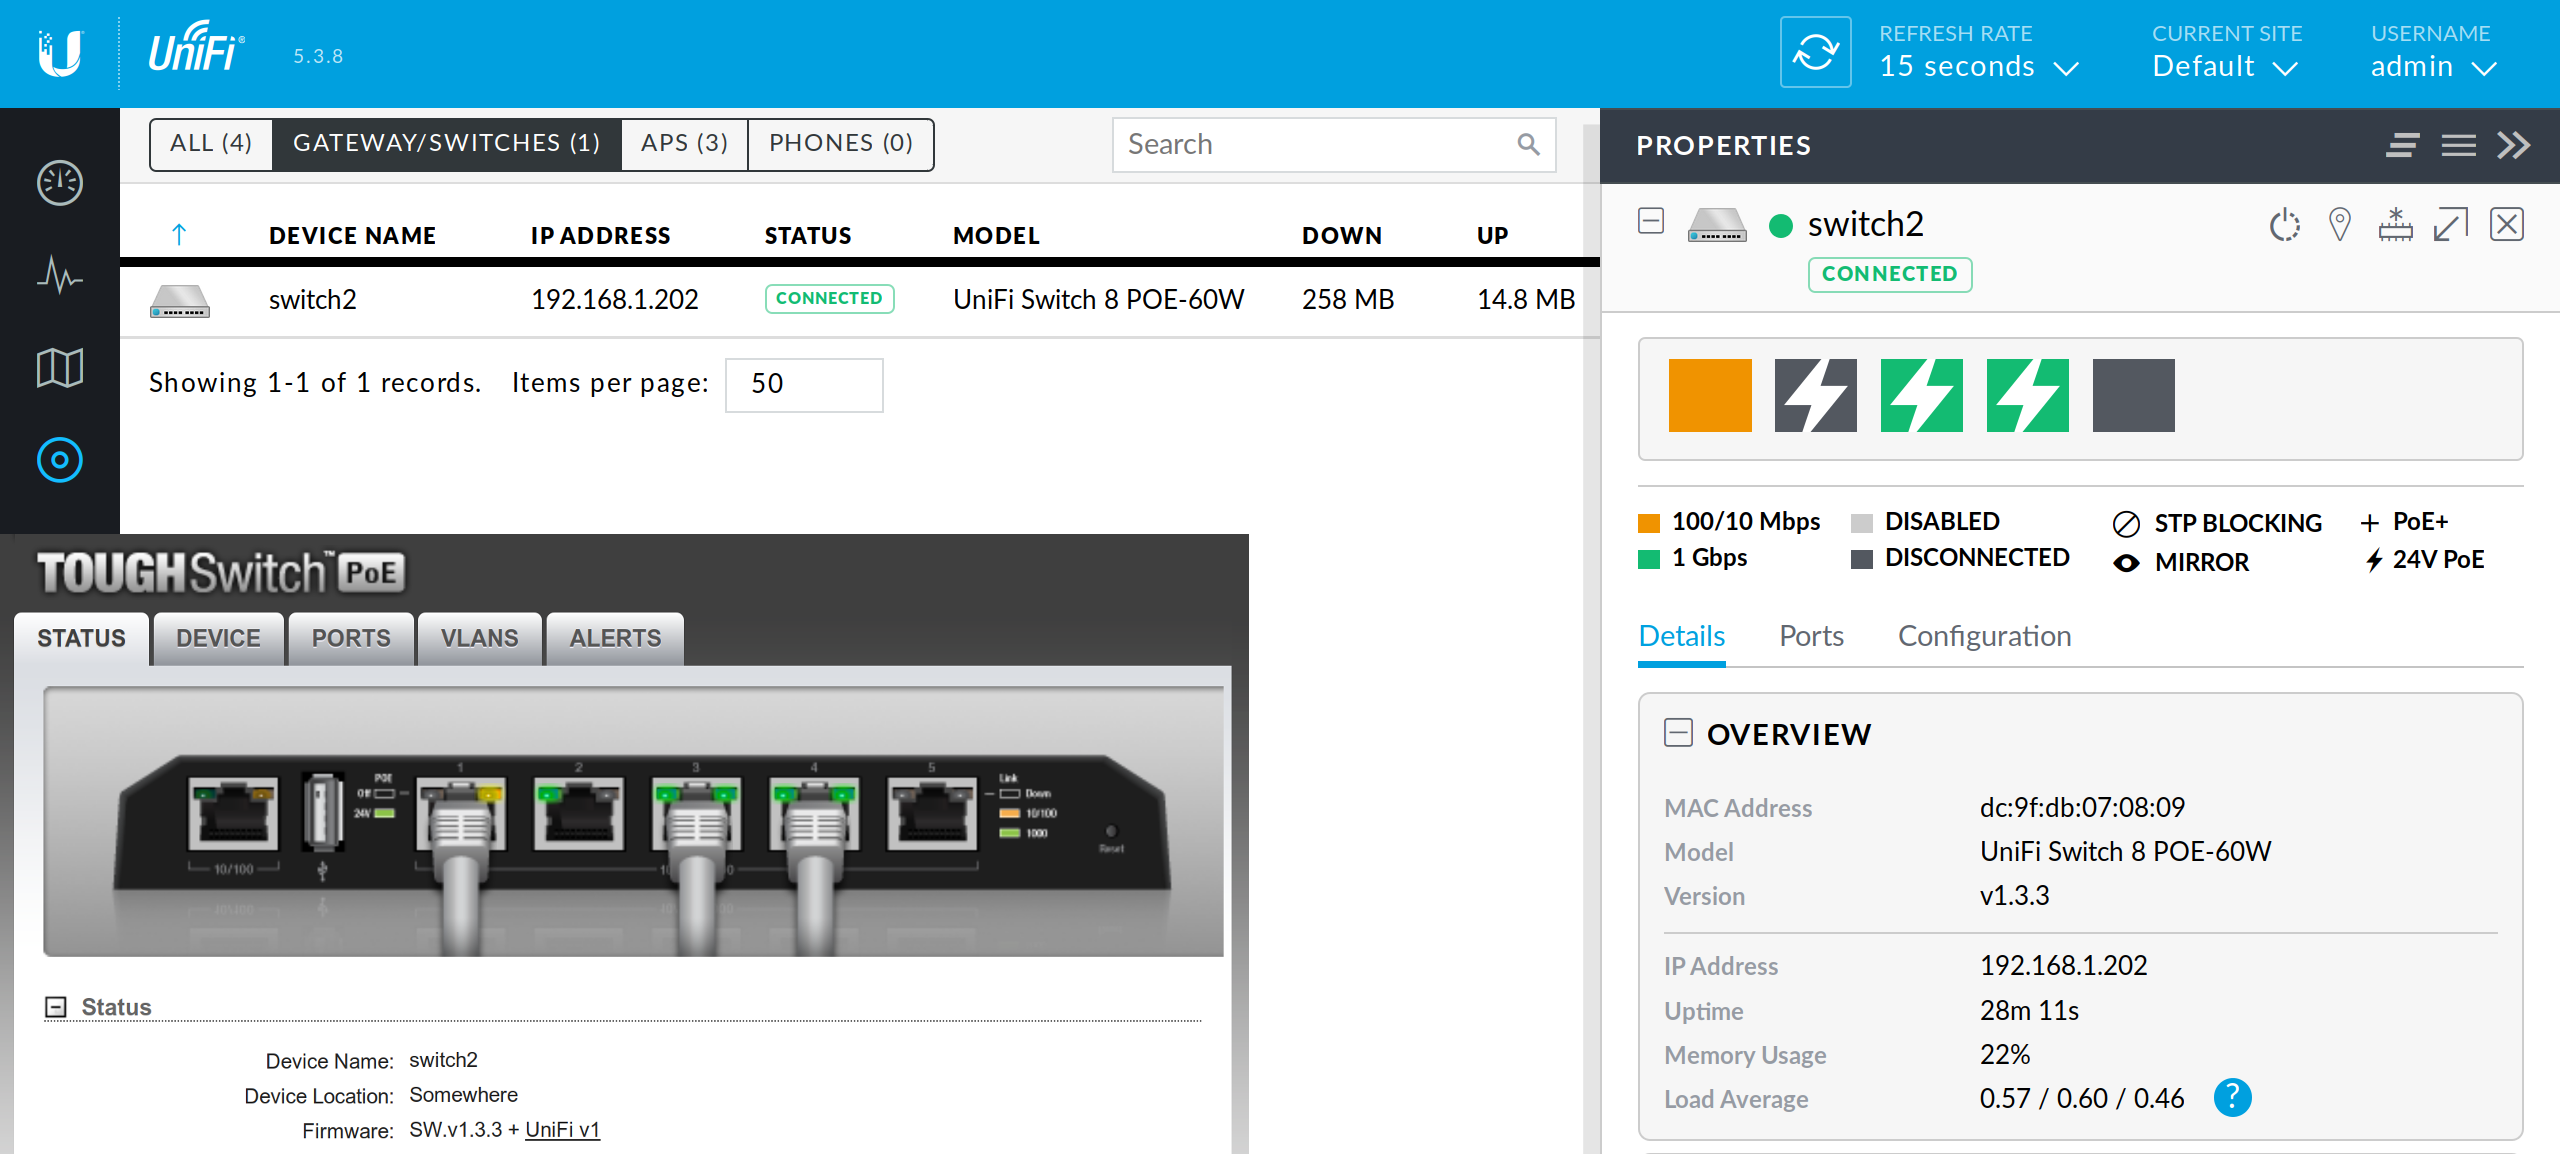 UniFi 5.3.8
REFRESH RATE
15 seconds
CURRENT SITE
Default
USERNAME
admin
ALL (4) GATEWAY/SWITCHES (1) APS (3) PHONES (0)
Search
DEVICE NAME IP ADDRESS STATUS MODEL DOWN UP
switch2 192.168.1.202 CONNECTED UniFi Switch 8 POE-60W 258 MB 14.8 MB
Showing 1-1 of 1 records. Items per page: 50
PROPERTIES
switch2
CONNECTED
100/10 Mbps DISABLED STP BLOCKING + PoE+
1 Gbps DISCONNECTED MIRROR 24V PoE
Details Ports Configuration
OVERVIEW
MAC Address dc:9f:db:07:08:09
Model UniFi Switch 8 POE-60W
Version v1.3.3
IP Address 192.168.1.202
Uptime 28m 11s
Memory Usage 22%
Load Average 0.57 / 0.60 / 0.46 ?
TOUGHSwitch™ PoE
STATUS DEVICE PORTS VLANS ALERTS
1 2 3 4 5
POE
Off
24V
Link
Down
10/100
1000
Reset
10/100
Status
Device Name: switch2
Device Location: Somewhere
Firmware: SW.v1.3.3 + UniFi v1